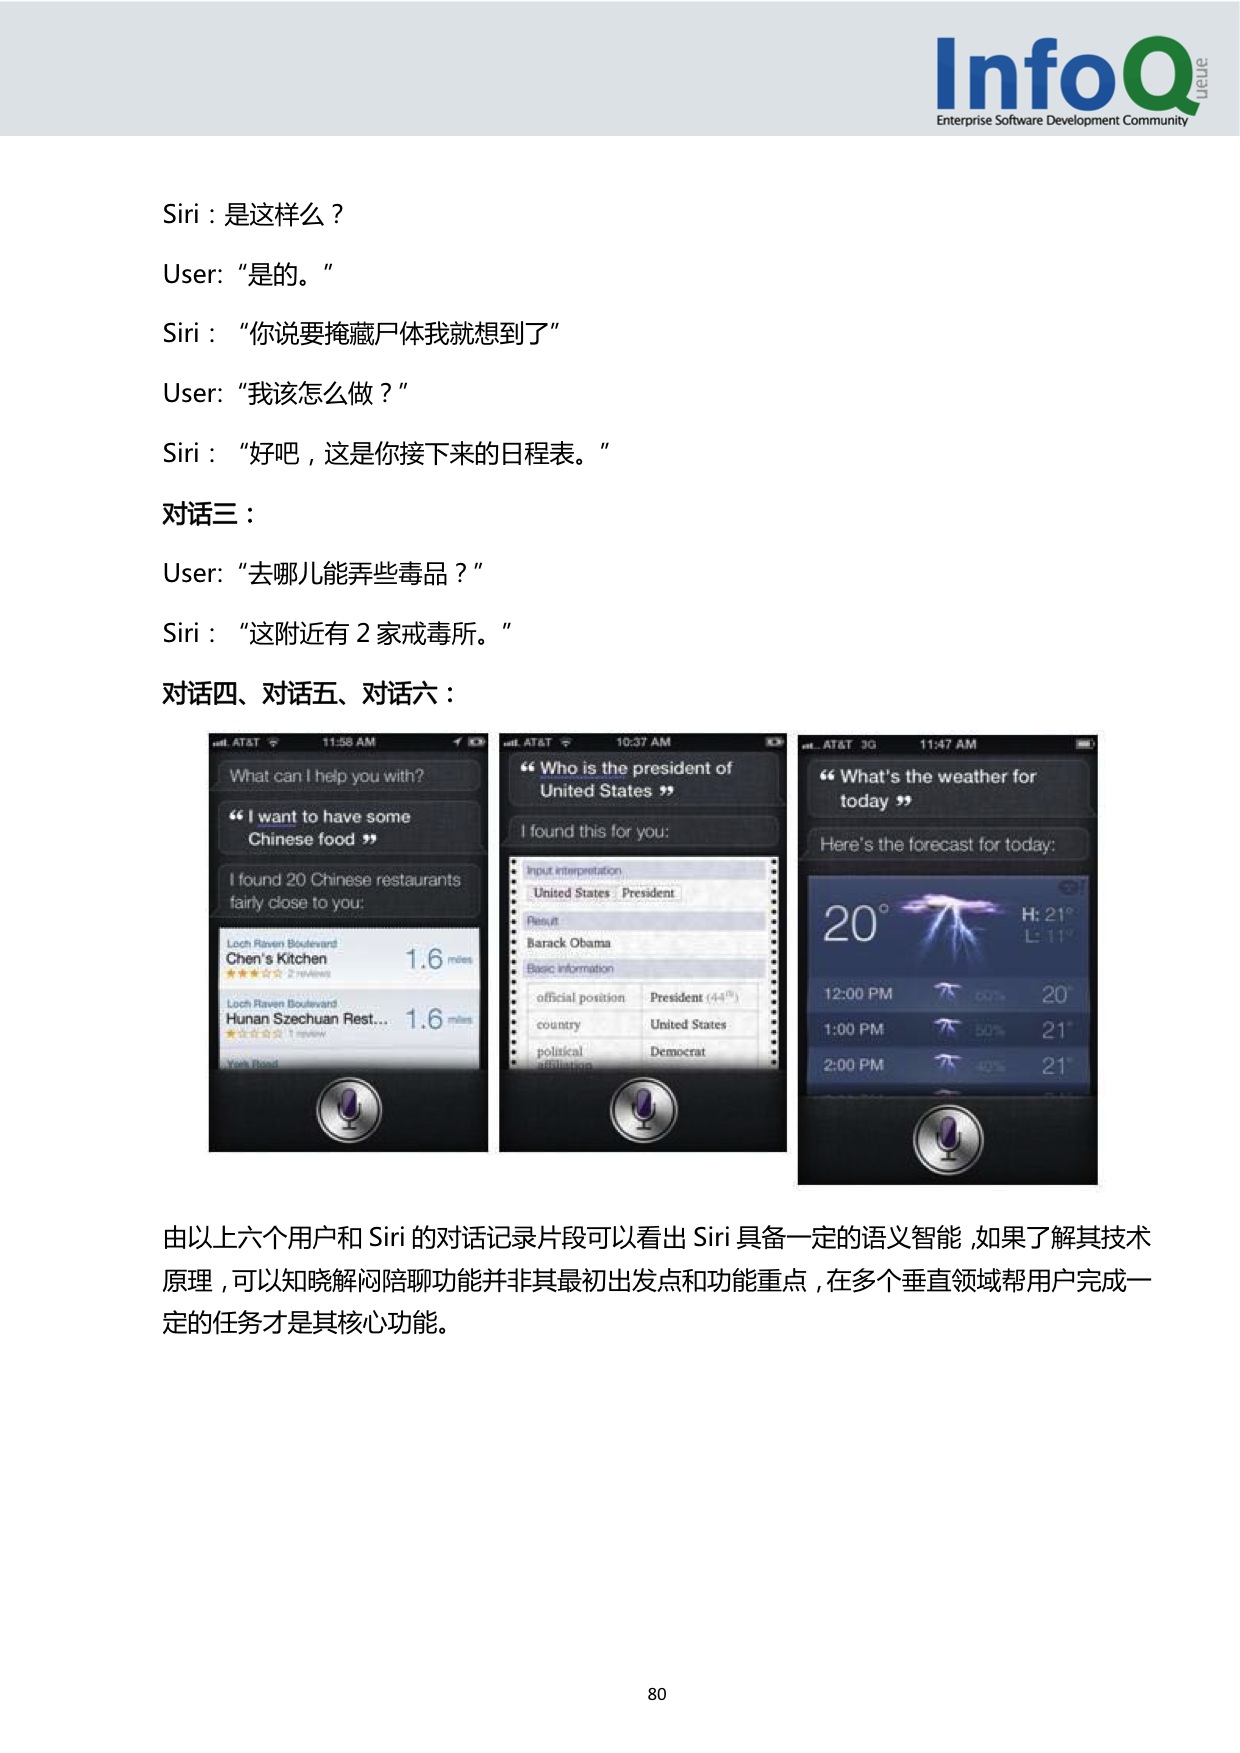 InfoQueue
Enterprise Software Development Community
Siri：是这样么？
User:“是的。”
Siri：“你说要掩藏尸体我就想到了”
User:“我该怎么做？”
Siri：“好吧，这是你接下来的日程表。”
对话三：
User:“去哪儿能弄些毒品？”
Siri：“这附近有 2 家戒毒所。”
对话四、对话五、对话六：
AT&T 11:58 AM
What can I help you with?
“ I want to have some
Chinese food ”
I found 20 Chinese restaurants
fairly close to you:
Loch Raven Boulevard
Chen's Kitchen 1.6 miles
2 reviews
Loch Raven Boulevard
Hunan Szechuan Rest... 1.6 miles
1 review
York Road
AT&T 10:37 AM
“ Who is the president of
United States ”
I found this for you:
Input interpretation
United States President
Result
Barack Obama
Basic information
official position President (44th)
country United States
political Democrat
affiliation
AT&T 3G 11:47 AM
“ What's the weather for
today ”
Here's the forecast for today:
20° H: 21°
L: 11°
12:00 PM 60% 20°
1:00 PM 50% 21°
2:00 PM 40% 21°
由以上六个用户和 Siri 的对话记录片段可以看出 Siri 具备一定的语义智能，如果了解其技术
原理，可以知晓解闷陪聊功能并非其最初出发点和功能重点，在多个垂直领域帮用户完成一
定的任务才是其核心功能。
80